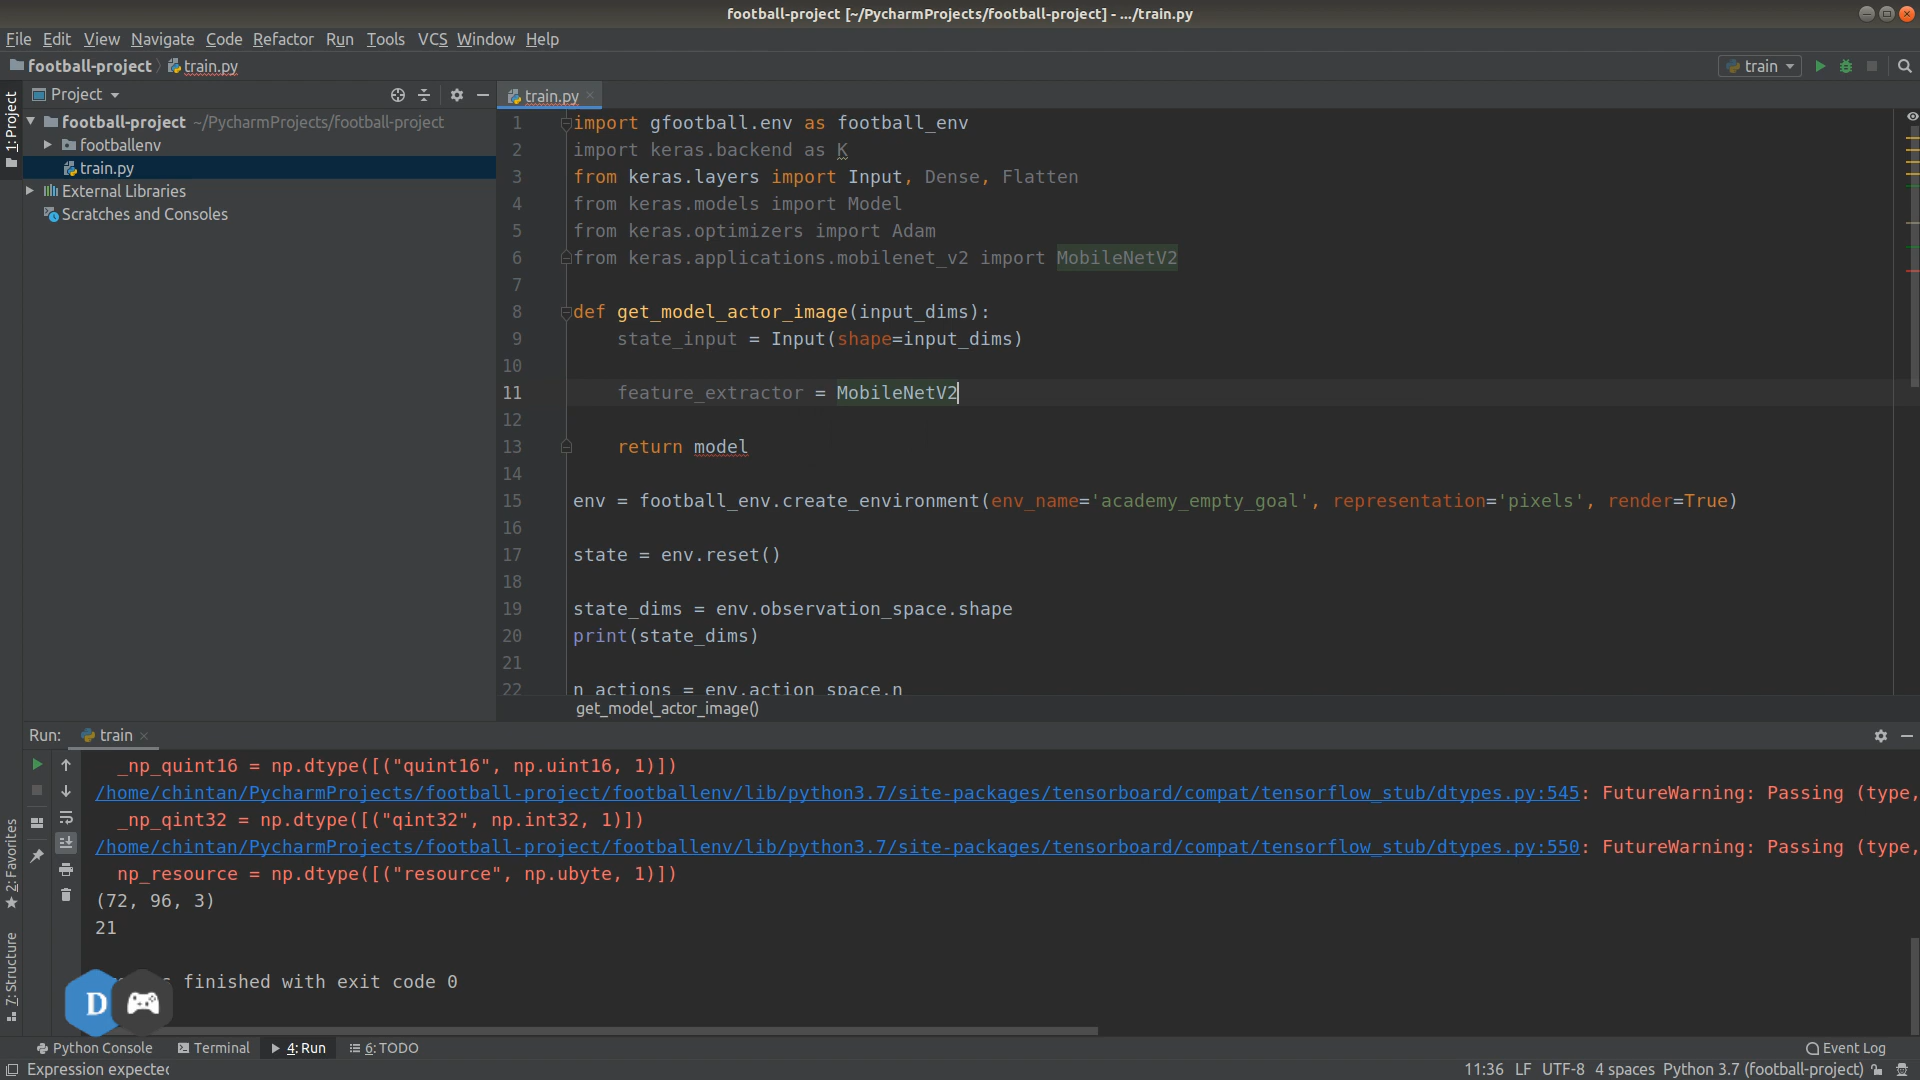 football-project [~/PycharmProjects/football-project] - .../train.py
File Edit View Navigate Code Refactor Run Tools VCS Window Help
football-project train.py train
Project
football-project ~/PycharmProjects/football-project
footballenv
train.py
External Libraries
Scratches and Consoles
1: Project
2: Favorites
7: Structure
train.py
1 import gfootball.env as football_env
2 import keras.backend as K
3 from keras.layers import Input, Dense, Flatten
4 from keras.models import Model
5 from keras.optimizers import Adam
6 from keras.applications.mobilenet_v2 import MobileNetV2
7
8 def get_model_actor_image(input_dims):
9 state_input = Input(shape=input_dims)
10
11 feature_extractor = MobileNetV2
12
13 return model
14
15 env = football_env.create_environment(env_name='academy_empty_goal', representation='pixels', render=True)
16
17 state = env.reset()
18
19 state_dims = env.observation_space.shape
20 print(state_dims)
21
22 n_actions = env.action_space.n
get_model_actor_image()
Run: train
_np_quint16 = np.dtype([("quint16", np.uint16, 1)])
/home/chintan/PycharmProjects/football-project/footballenv/lib/python3.7/site-packages/tensorboard/compat/tensorflow_stub/dtypes.py:545: FutureWarning: Passing (type,
_np_qint32 = np.dtype([("qint32", np.int32, 1)])
/home/chintan/PycharmProjects/football-project/footballenv/lib/python3.7/site-packages/tensorboard/compat/tensorflow_stub/dtypes.py:550: FutureWarning: Passing (type,
np_resource = np.dtype([("resource", np.ubyte, 1)])
(72, 96, 3)
21
finished with exit code 0
D
Python Console Terminal 4: Run 6: TODO Event Log
Expression expected 11:36 LF UTF-8 4 spaces Python 3.7 (football-project)